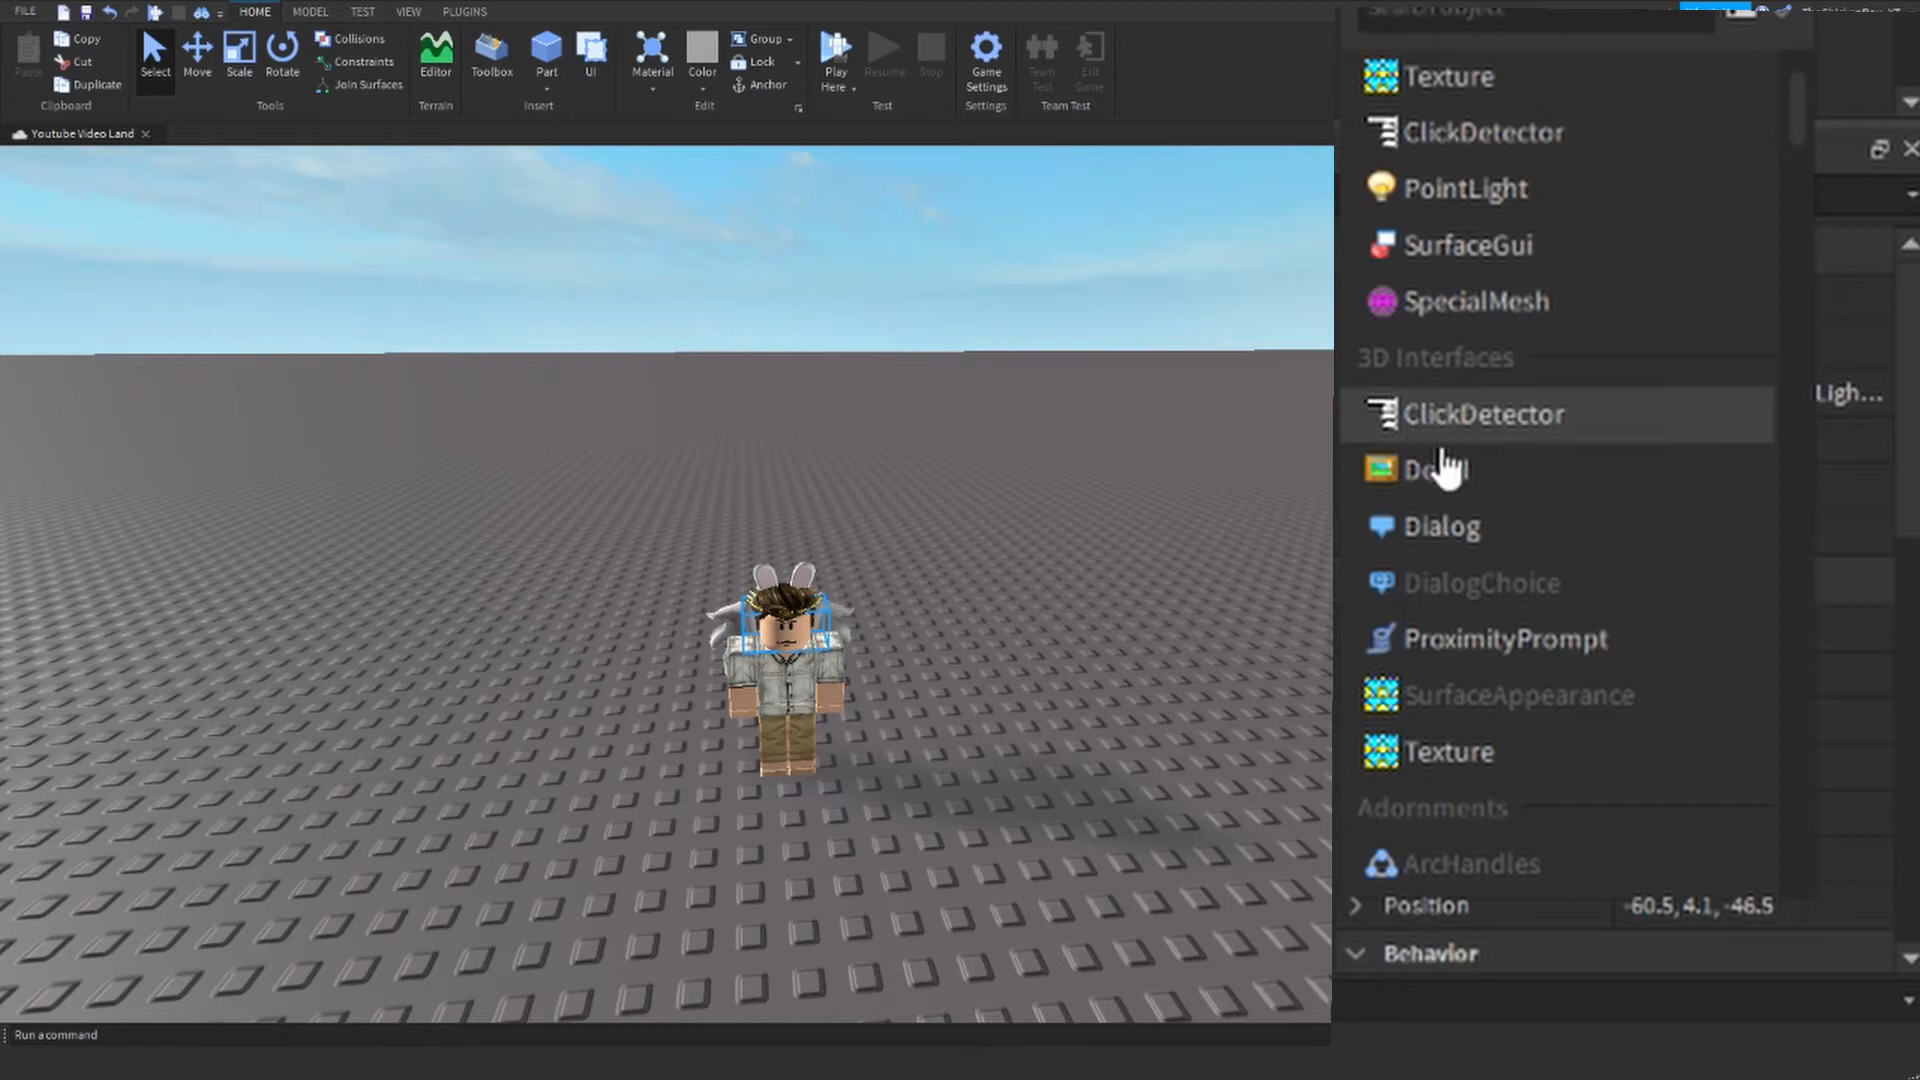 FILE
HOME
MODEL
TEST
VIEW
PLUGINS
Paste
Copy
Cut
Duplicate
Clipboard
Select
Move
Scale
Rotate
Collisions
Constraints
Join Surfaces
Tools
Editor
Terrain
Toolbox
Part
UI
Insert
Material
Color
Group
Lock
Anchor
Edit
Play
Here
Resume
Stop
Test
Game
Settings
Settings
Team
Test
Exit
Game
Team Test
Youtube Video Land
Texture
ClickDetector
PointLight
SurfaceGui
SpecialMesh
3D Interfaces
ClickDetector
Ligh...
Dialog
DialogChoice
ProximityPrompt
SurfaceAppearance
Texture
Adornments
ArcHandles
Position -60.5, 4.1, -46.5
Behavior
Run a command